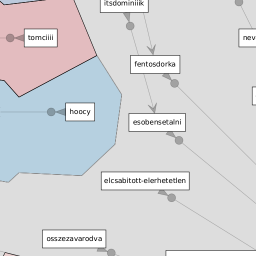 itsdominiiik
tomciiii
nev
fentosdorka
hoocy
esobensetalni
elcsabitott-elerhetetlen
osszezavarodva